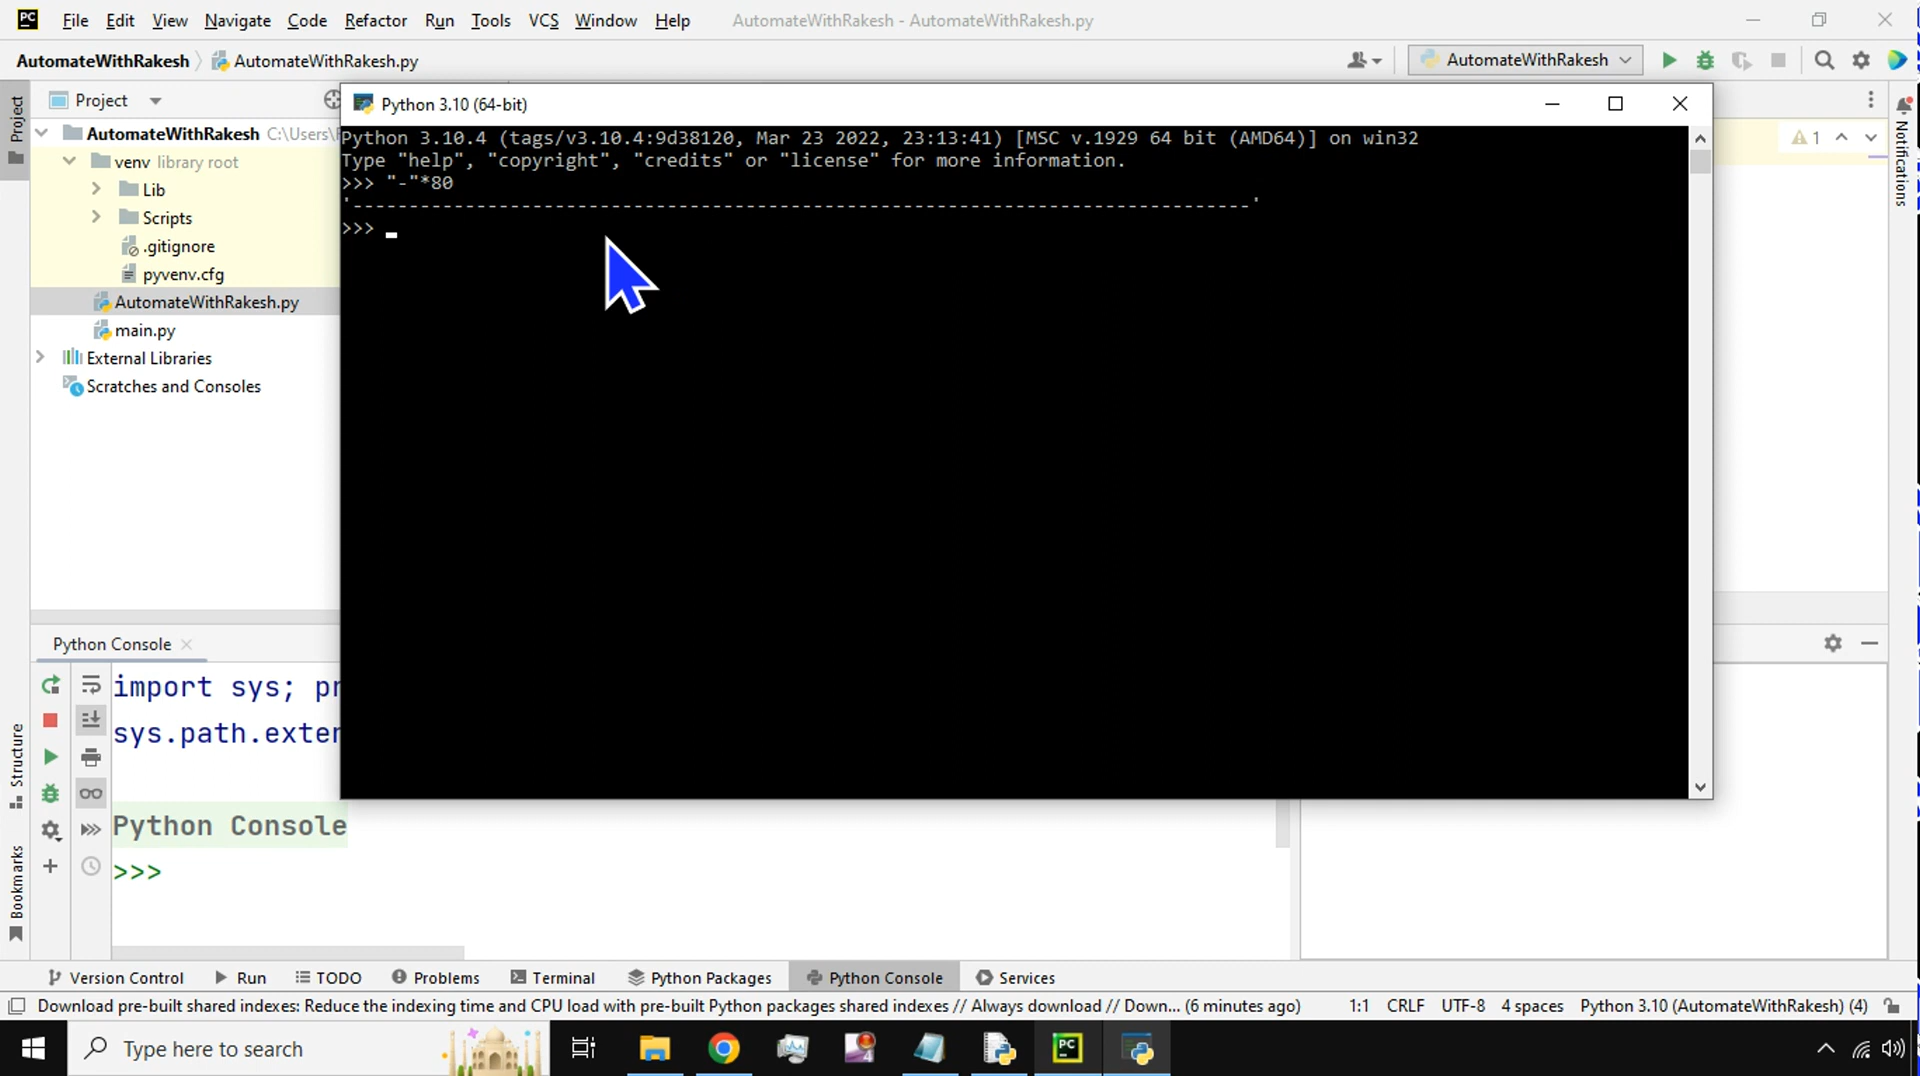 PC File Edit View Navigate Code Refactor Run Tools VCS Window Help AutomateWithRakesh - AutomateWithRakesh.py
AutomateWithRakesh AutomateWithRakesh.py AutomateWithRakesh
Project
Project
Notifications
AutomateWithRakesh C:\Users\
venv library root
Lib
Scripts
.gitignore
pyvenv.cfg
AutomateWithRakesh.py
main.py
External Libraries
Scratches and Consoles
1
Python 3.10 (64-bit)
Python 3.10.4 (tags/v3.10.4:9d38120, Mar 23 2022, 23:13:41) [MSC v.1929 64 bit (AMD64)] on win32
Type "help", "copyright", "credits" or "license" for more information.
>>> "-"*80
'--------------------------------------------------------------------------------'
>>> _
Python Console
import sys; pr
sys.path.exter
Python Console
>>>
Structure
Bookmarks
Version Control Run TODO Problems Terminal Python Packages Python Console Services
Download pre-built shared indexes: Reduce the indexing time and CPU load with pre-built Python packages shared indexes // Always download // Down... (6 minutes ago) 1:1 CRLF UTF-8 4 spaces Python 3.10 (AutomateWithRakesh) (4)
Type here to search 4 PC